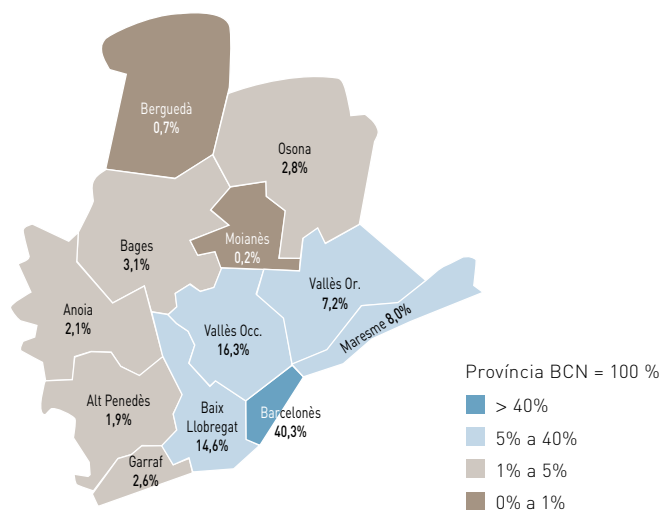 Berguedà
0,7%
Osona
2,8%
Moianès
0,2%
Bages
3,1%
Vallès Or.
7,2%
Anoia
2,1%
Maresme 8,0%
Vallès Occ.
16,3%
Alt Penedès
1,9%
Baix
Llobregat
14,6%
Barcelonès
40,3%
Garraf
2,6%
Província BCN = 100 %
> 40%
5% a 40%
1% a 5%
0% a 1%